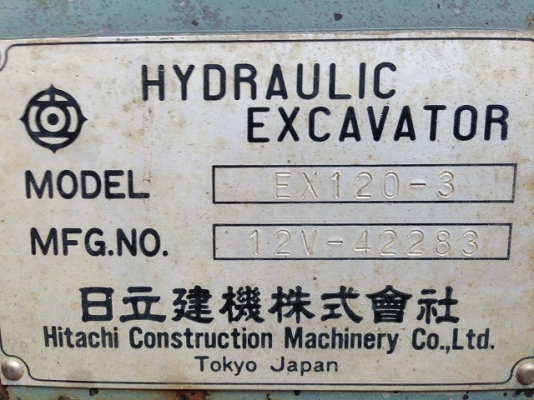 HYDRAULIC
EXCAVATOR
MODEL EX120-3
MFG.NO. 12V-42283
日立建機株式會社
Hitachi Construction Machinery Co.,Ltd.
Tokyo Japan